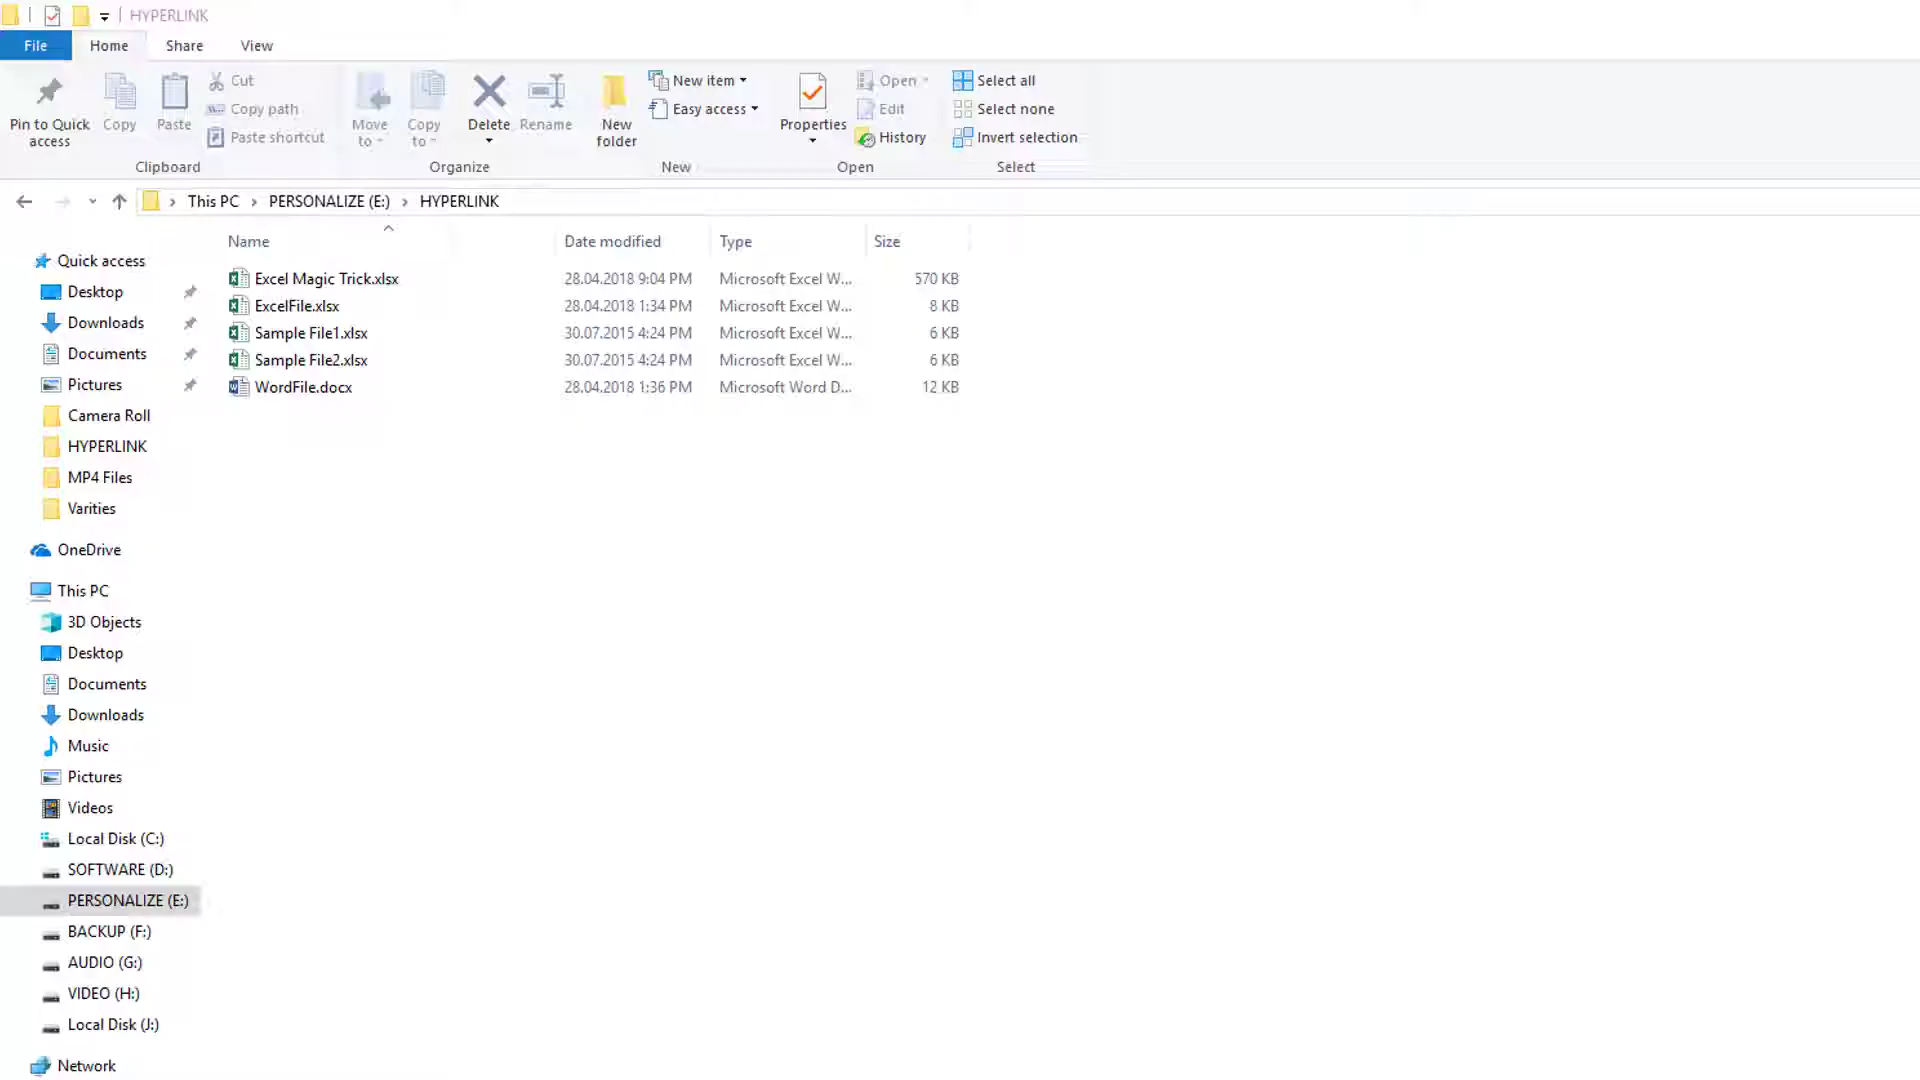 HYPERLINK
File Home Share View
Pin to Quick access
Copy
Paste
Cut
Copy path
Paste shortcut
Clipboard
Move to
Copy to
Delete
Rename
Organize
New folder
New item
Easy access
New
Properties
Open
Edit
History
Open
Select all
Select none
Invert selection
Select
This PC > PERSONALIZE (E:) > HYPERLINK
Name Date modified Type Size
Excel Magic Trick.xlsx 28.04.2018 9:04 PM Microsoft Excel W... 570 KB
ExcelFile.xlsx 28.04.2018 1:34 PM Microsoft Excel W... 8 KB
Sample File1.xlsx 30.07.2015 4:24 PM Microsoft Excel W... 6 KB
Sample File2.xlsx 30.07.2015 4:24 PM Microsoft Excel W... 6 KB
WordFile.docx 28.04.2018 1:36 PM Microsoft Word D... 12 KB
Quick access
Desktop
Downloads
Documents
Pictures
Camera Roll
HYPERLINK
MP4 Files
Varities
OneDrive
This PC
3D Objects
Desktop
Documents
Downloads
Music
Pictures
Videos
Local Disk (C:)
SOFTWARE (D:)
PERSONALIZE (E:)
BACKUP (F:)
AUDIO (G:)
VIDEO (H:)
Local Disk (J:)
Network